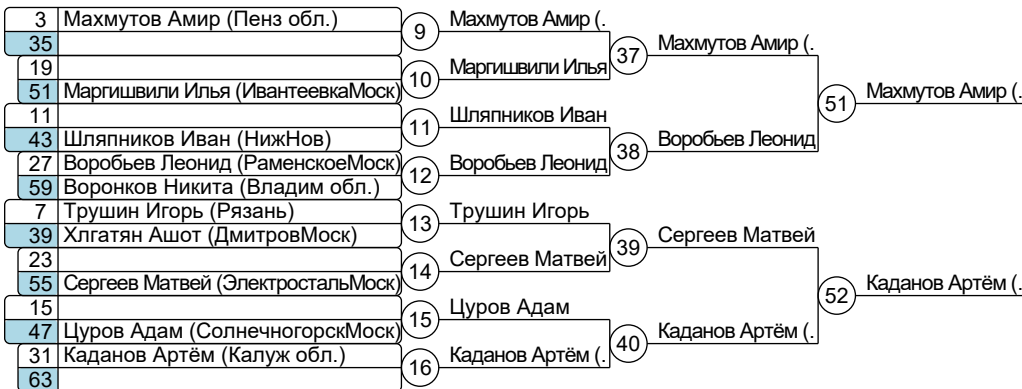 3 Махмутов Амир (Пенз обл.)
35
19
51 Маргишвили Илья (ИвантеевкаМоск)
11
43 Шляпников Иван (НижНов)
27 Воробьев Леонид (РаменскоеМоск)
59 Воронков Никита (Владим обл.)
7 Трушин Игорь (Рязань)
39 Хлгатян Ашот (ДмитровМоск)
23
55 Сергеев Матвей (ЭлектростальМоск)
15
47 Цуров Адам (СолнечногорскМоск)
31 Каданов Артём (Калуж обл.)
63
9 Махмутов Амир (.
10 Маргишвили Илья
11 Шляпников Иван
12 Воробьев Леонид
13 Трушин Игорь
14 Сергеев Матвей
15 Цуров Адам
16 Каданов Артём (.
37 Махмутов Амир (.
38 Воробьев Леонид
39 Сергеев Матвей
40 Каданов Артём (.
51 Махмутов Амир (.
52 Каданов Артём (.